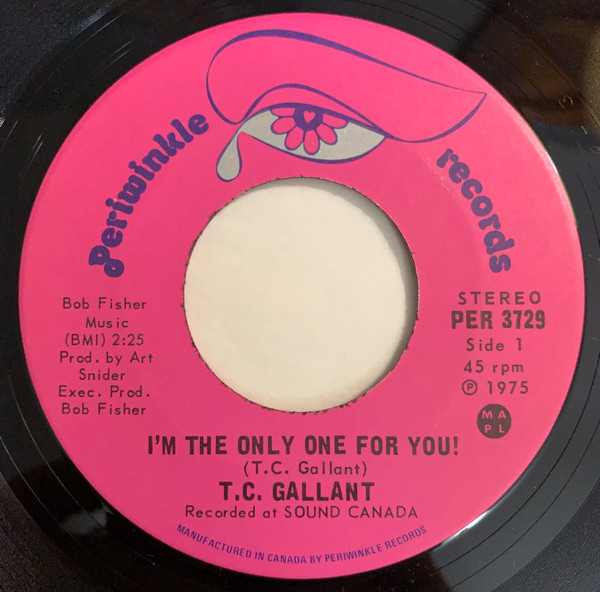 Periwinkle records
Bob Fisher
Music
(BMI) 2:25
Prod. by Art
Snider
Exec. Prod.
Bob Fisher
STEREO
PER 3729
Side 1
45 rpm
℗ 1975
MA
PL
I'M THE ONLY ONE FOR YOU!
(T.C. Gallant)
T.C. GALLANT
Recorded at SOUND CANADA
MANUFACTURED IN CANADA BY PERIWINKLE RECORDS